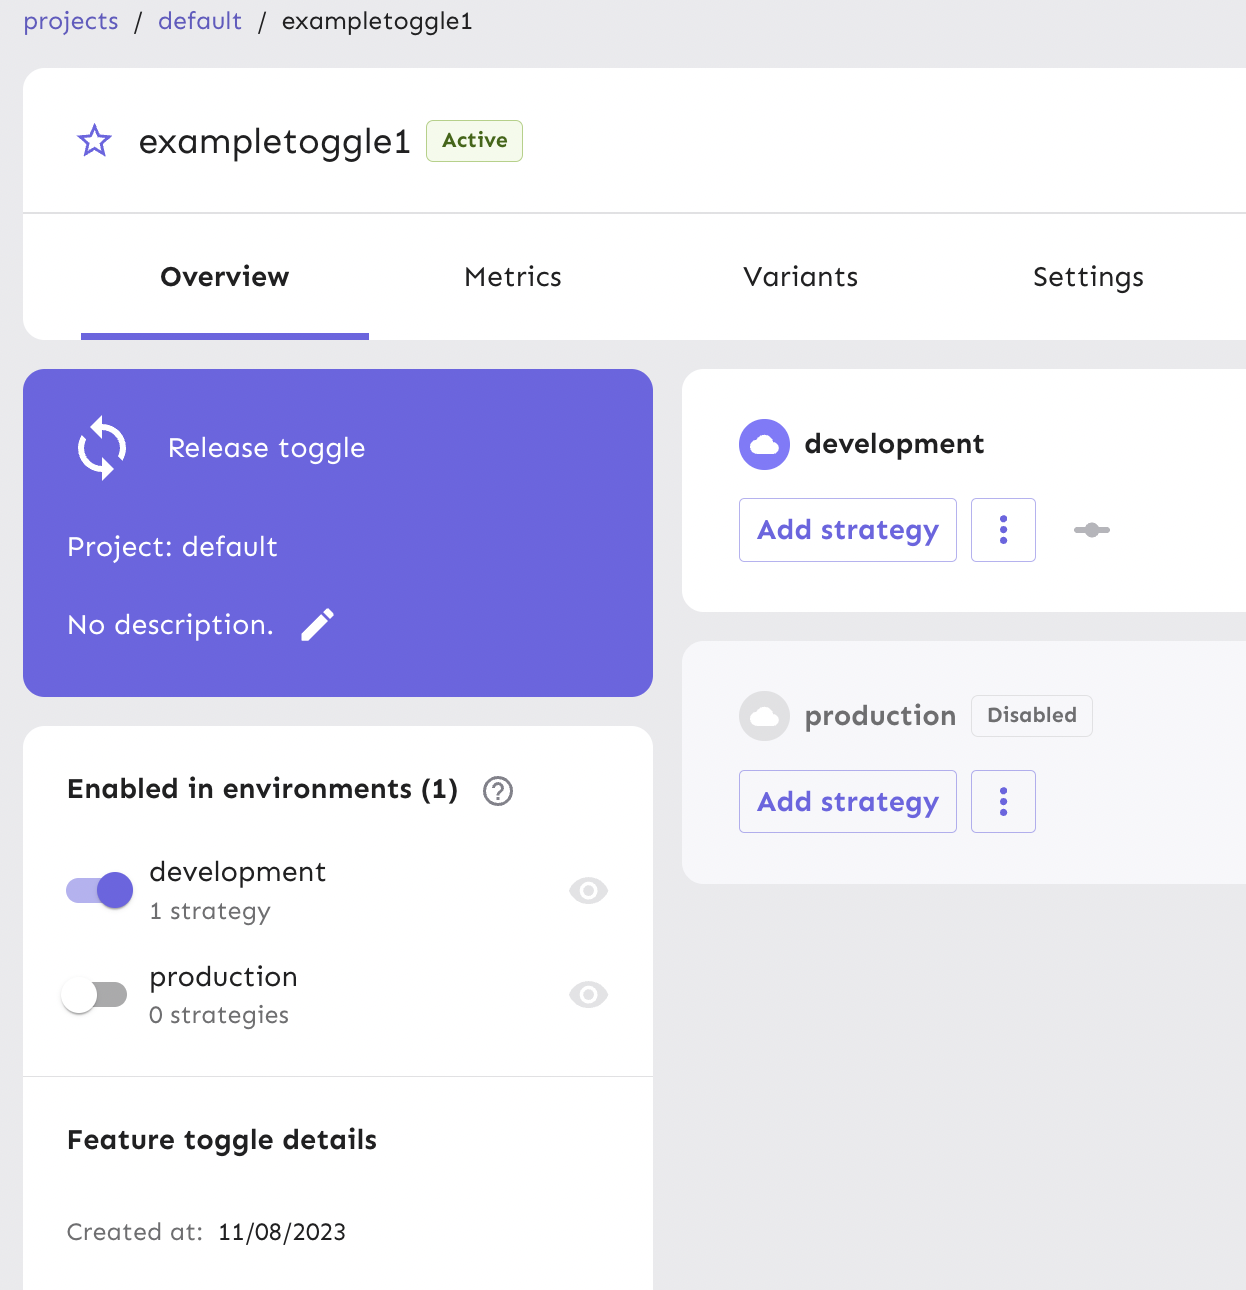 projects / default / exampletoggle1
exampletoggle1 Active
Overview Metrics Variants Settings
Release toggle
Project: default
No description.
development
Add strategy
production Disabled
Add strategy
Enabled in environments (1)
development
1 strategy
production
0 strategies
Feature toggle details
Created at: 11/08/2023